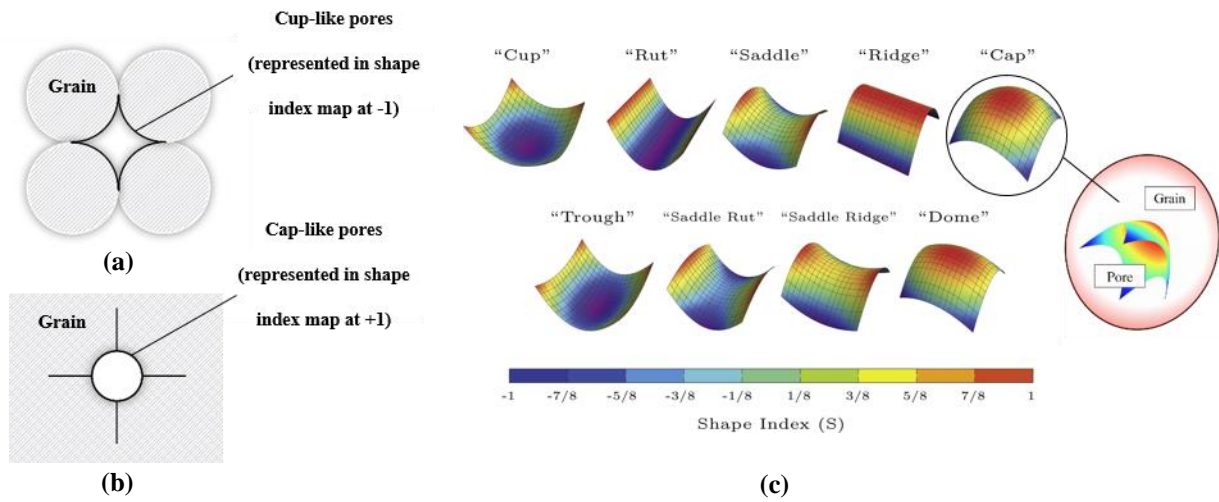 Cup-like pores
(represented in shape
index map at -1)
Grain
(a)
Cap-like pores
(represented in shape
index map at +1)
Grain
(b)
“Cup” “Rut” “Saddle” “Ridge” “Cap”
“Trough” “Saddle Rut” “Saddle Ridge” “Dome”
Grain
Pore
-1 -7/8 -5/8 -3/8 -1/8 1/8 3/8 5/8 7/8 1
Shape Index (S)
(c)